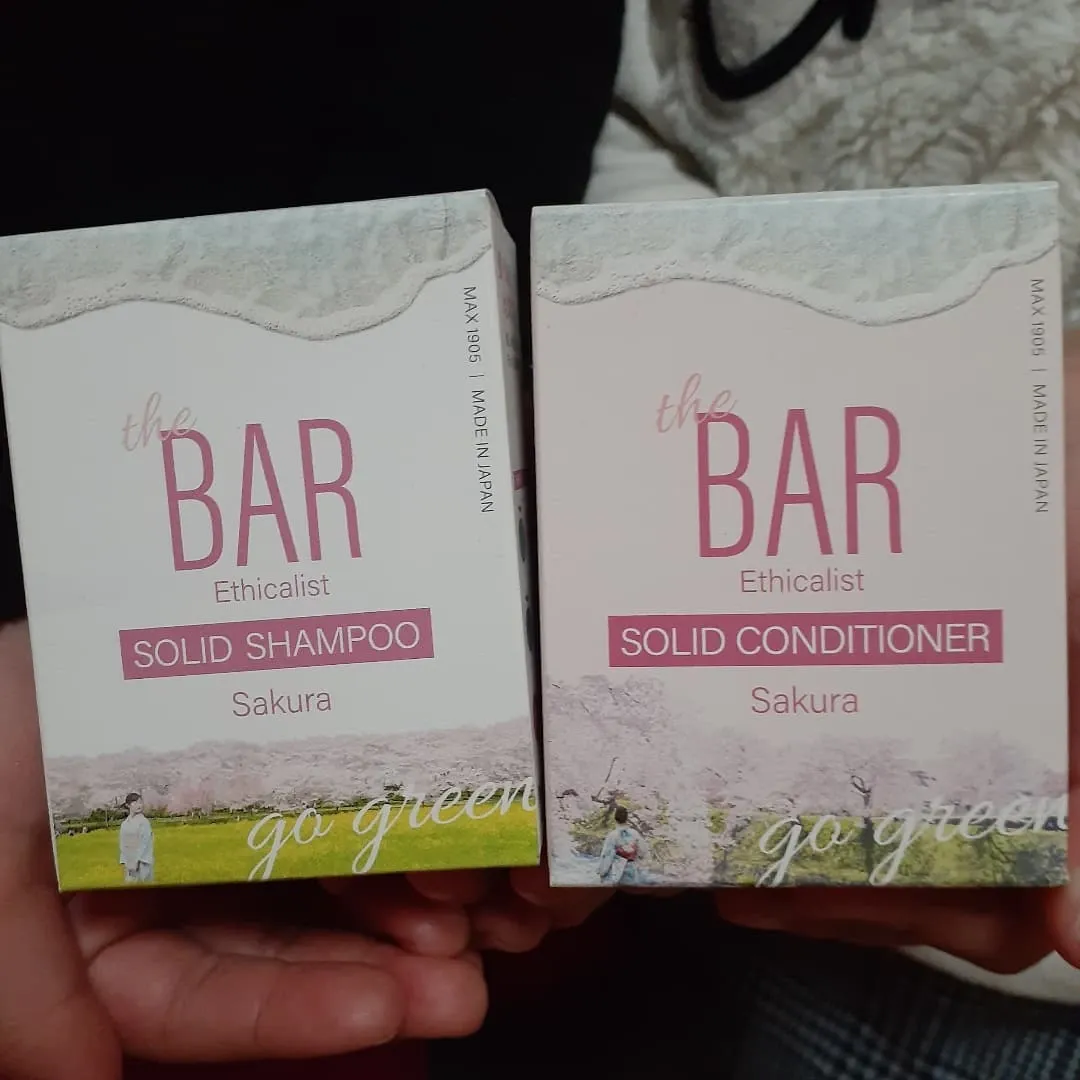 the
BAR
Ethicalist
SOLID SHAMPOO
Sakura
go green
MAX 1905 | MADE IN JAPAN
the
BAR
Ethicalist
SOLID CONDITIONER
Sakura
go green
MAX 1905 | MADE IN JAPAN